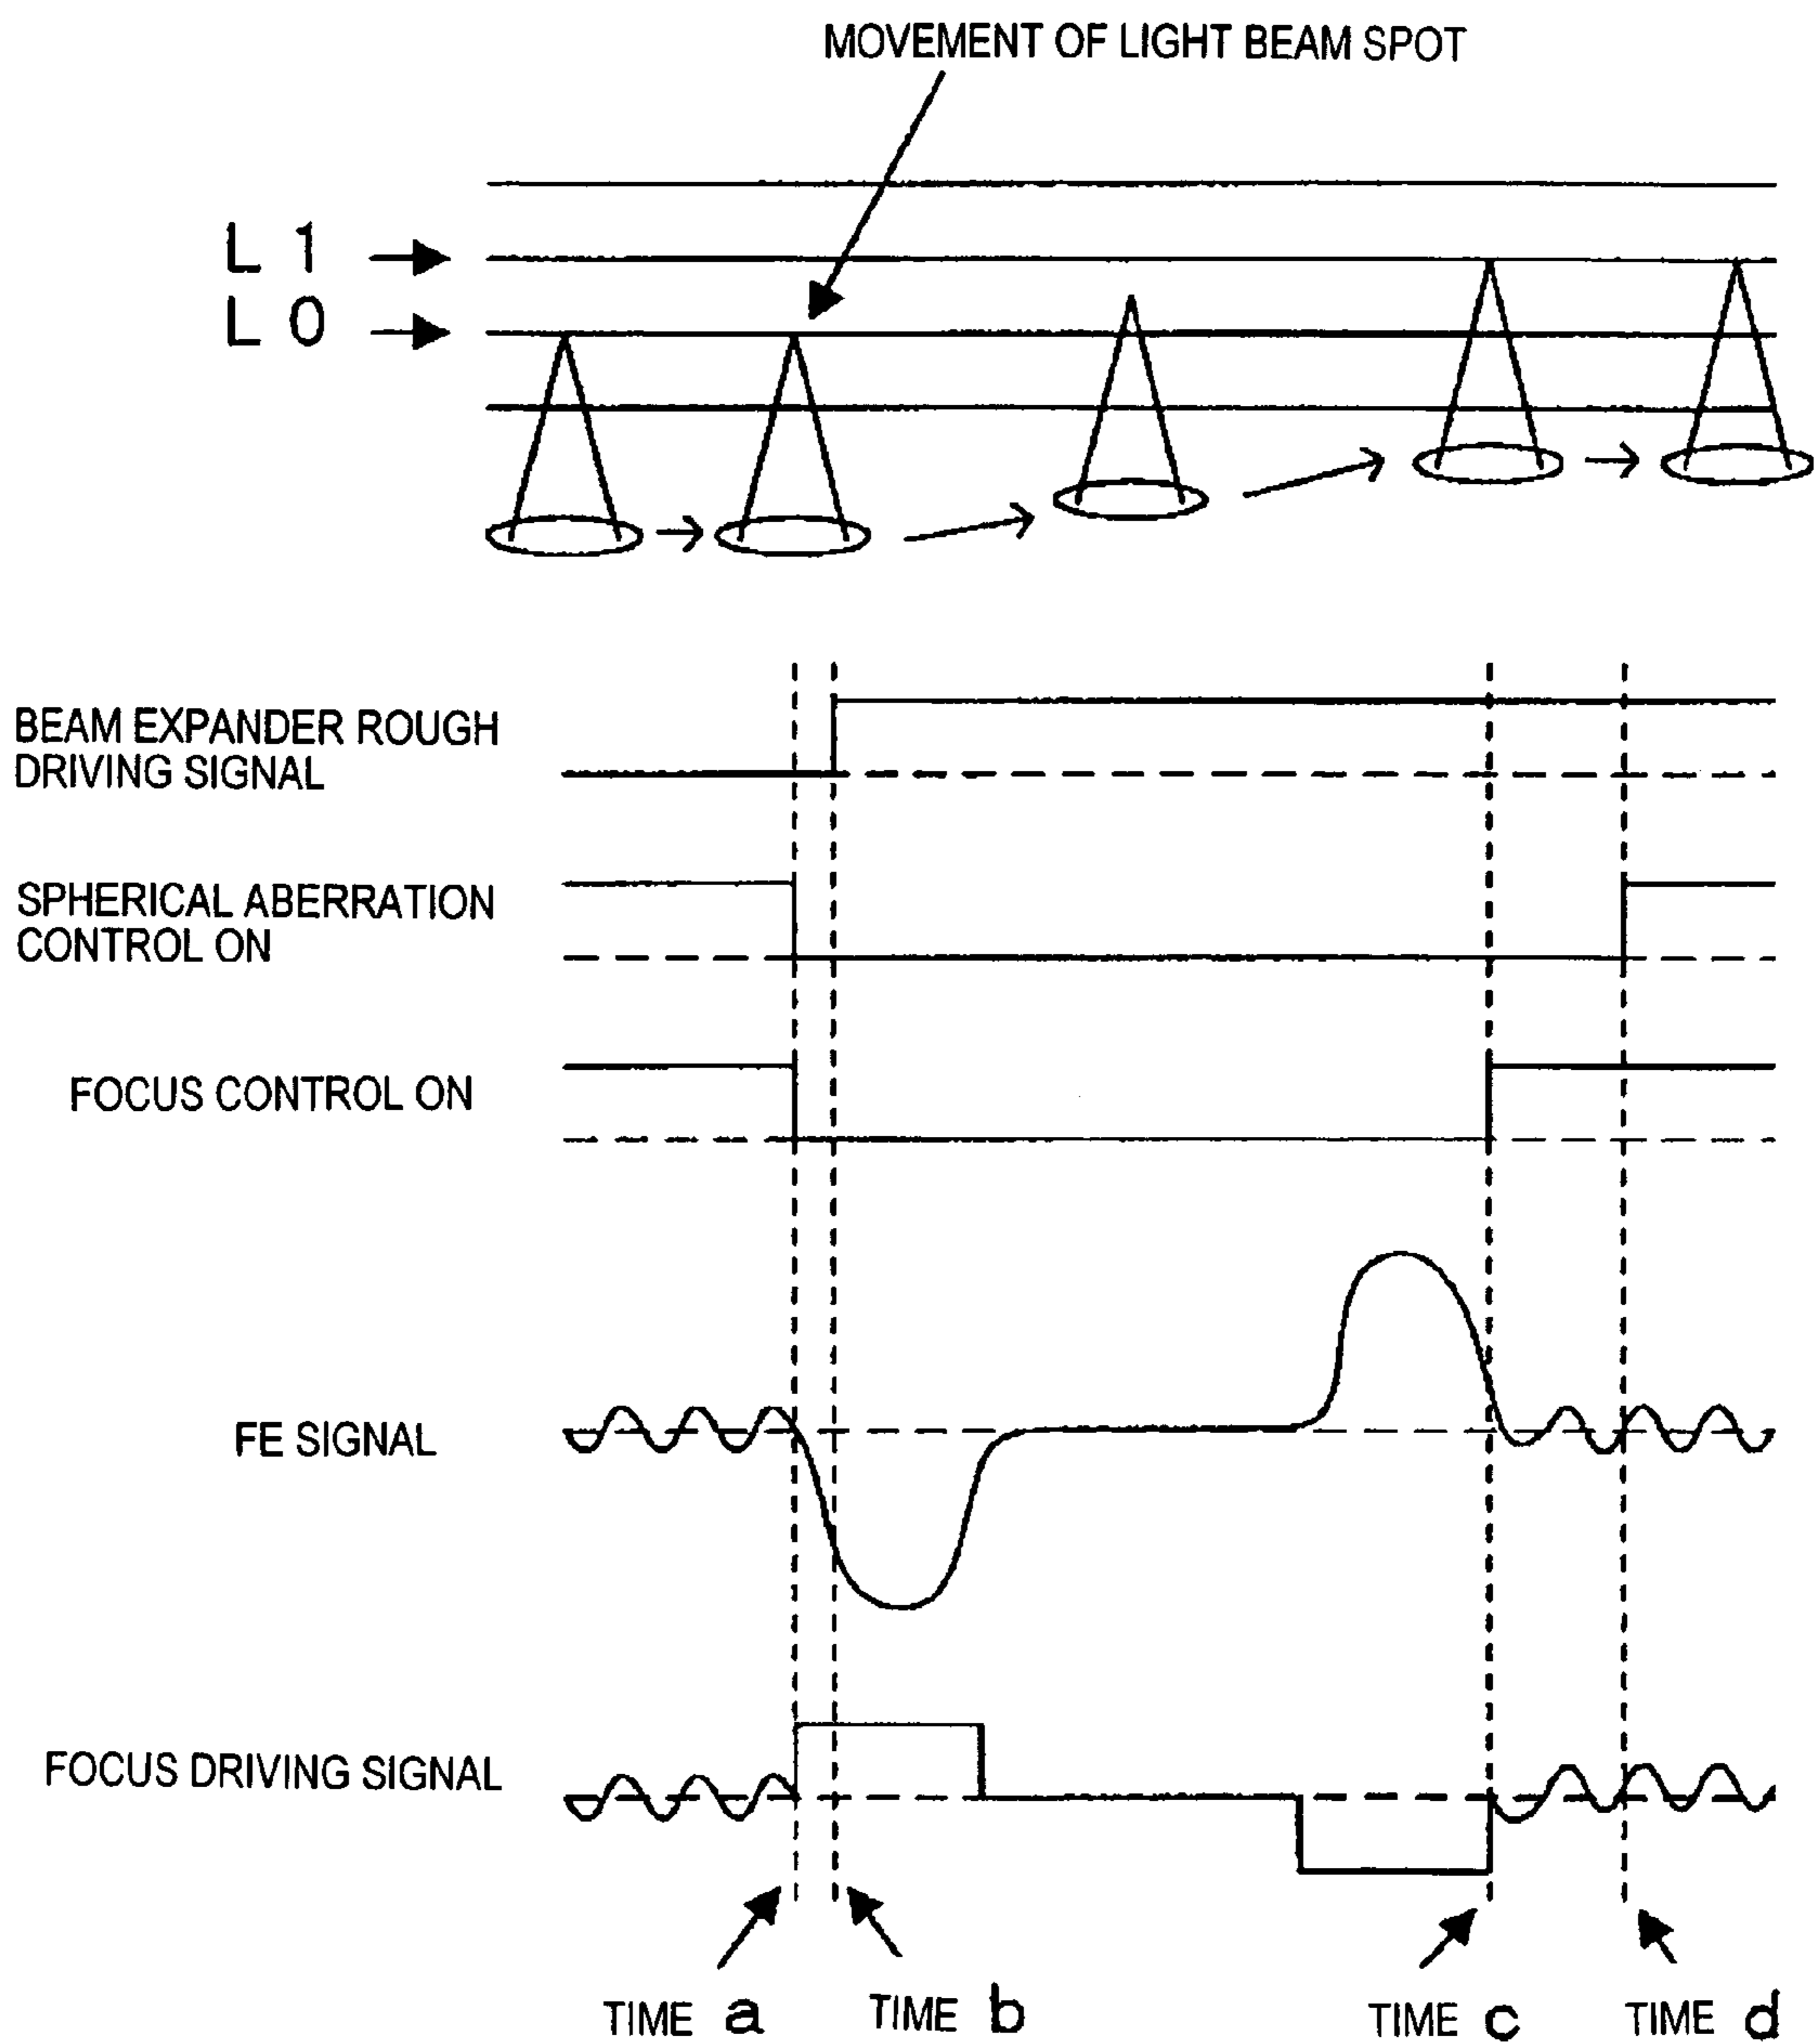 MOVEMENT OF LIGHT BEAM SPOT
L 1
L 0
BEAM EXPANDER ROUGH
DRIVING SIGNAL
SPHERICAL ABERRATION
CONTROL ON
FOCUS CONTROL ON
FE SIGNAL
FOCUS DRIVING SIGNAL
TIME a
TIME b
TIME c
TIME d